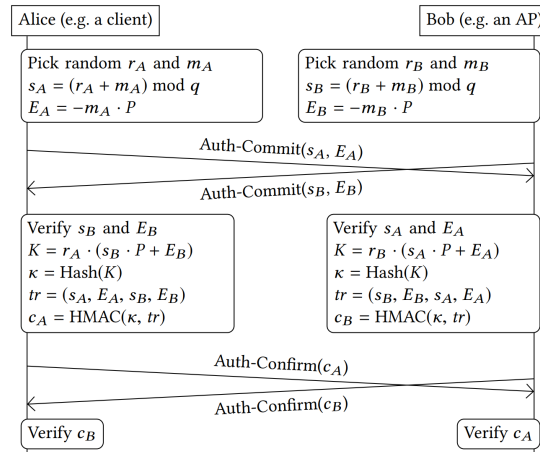 Alice (e.g. a client)
Bob (e.g. an AP)
Pick random r_A and m_A
s_A = (r_A + m_A) mod q
E_A = −m_A · P
Pick random r_B and m_B
s_B = (r_B + m_B) mod q
E_B = −m_B · P
Auth-Commit(s_A, E_A)
Auth-Commit(s_B, E_B)
Verify s_B and E_B
K = r_A · (s_B · P + E_B)
κ = Hash(K)
tr = (s_A, E_A, s_B, E_B)
c_A = HMAC(κ, tr)
Verify s_A and E_A
K = r_B · (s_A · P + E_A)
κ = Hash(K)
tr = (s_B, E_B, s_A, E_A)
c_B = HMAC(κ, tr)
Auth-Confirm(c_A)
Auth-Confirm(c_B)
Verify c_B
Verify c_A